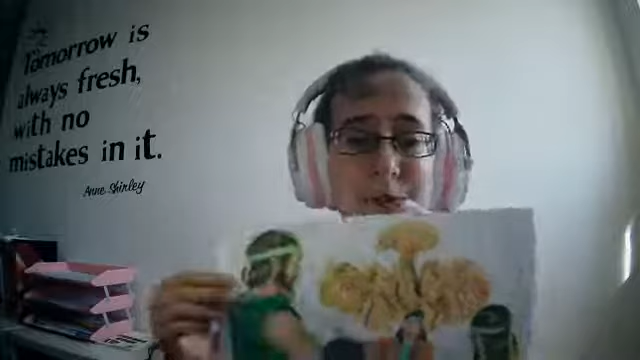 Tomorrow is
always fresh,
with no
mistakes in it.
Anne Shirley